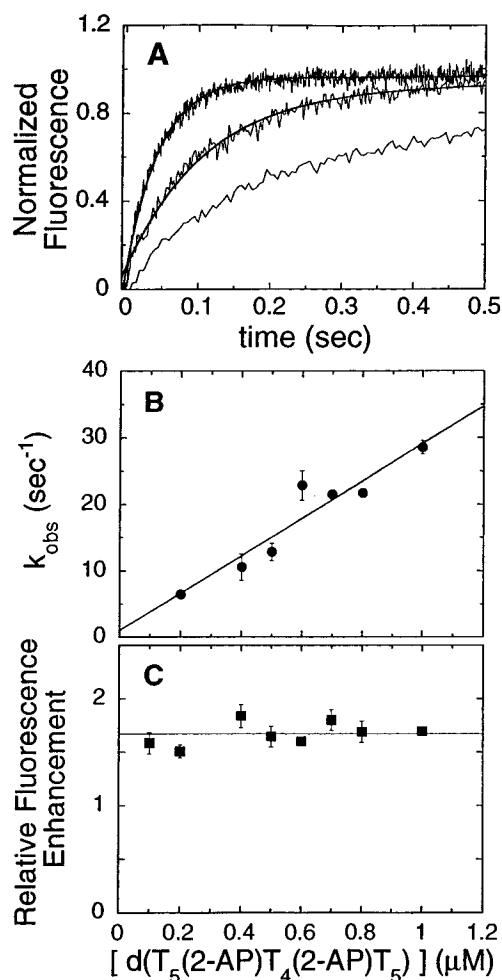 A
Normalized
Fluorescence
1.2
0.8
0.4
0
0
0.1
0.2
0.3
0.4
0.5
time (sec)
B
k_obs (sec⁻¹)
40
30
20
10
0
C
Relative Fluorescence
Enhancement
2
1
0
0
0.2
0.4
0.6
0.8
1.0
1.2
[ d(T₅(2-AP)T₄(2-AP)T₅) ] (μM)